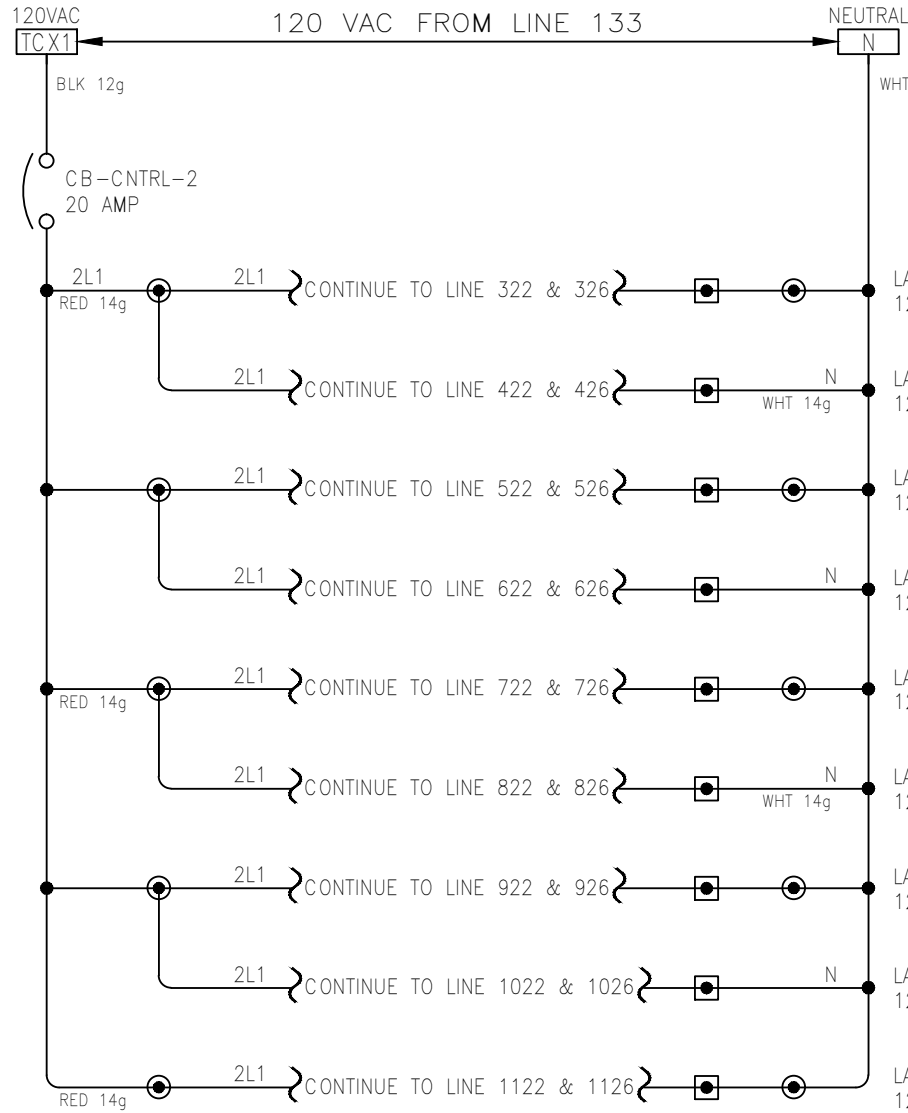 120VAC
120 VAC FROM LINE 133
NEUTRAL
TCX1
N
BLK 12g
WHT
CB-CNTRL-2
20 AMP
2L1
2L1
CONTINUE TO LINE 322 & 326
RED 14g
2L1
CONTINUE TO LINE 422 & 426
N
WHT 14g
2L1
CONTINUE TO LINE 522 & 526
2L1
CONTINUE TO LINE 622 & 626
N
2L1
CONTINUE TO LINE 722 & 726
RED 14g
2L1
CONTINUE TO LINE 822 & 826
N
WHT 14g
2L1
CONTINUE TO LINE 922 & 926
2L1
CONTINUE TO LINE 1022 & 1026
N
2L1
CONTINUE TO LINE 1122 & 1126
RED 14g